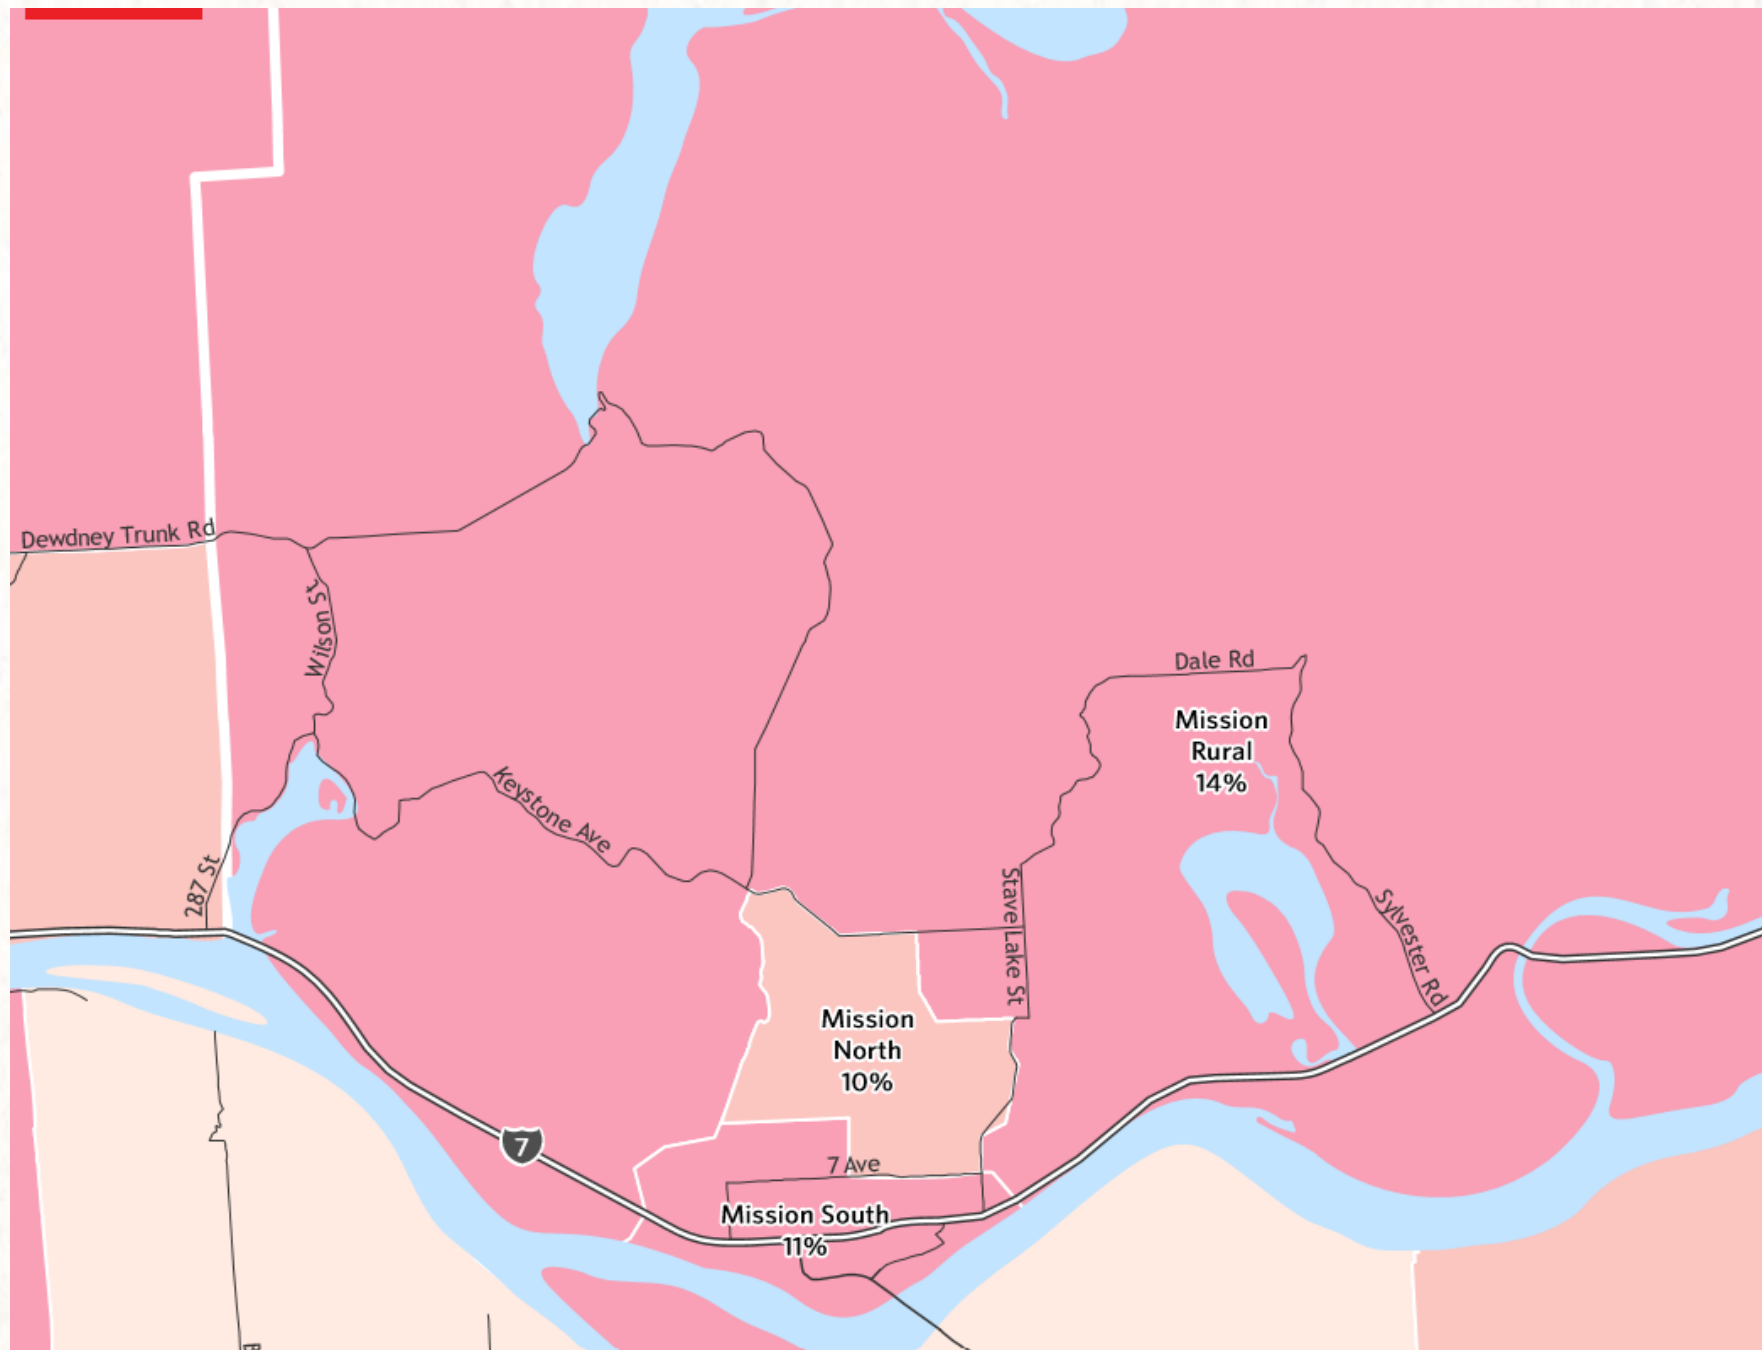 Dewdney Trunk Rd
Wilson St
Dale Rd
Mission
Rural
14%
Keystone Ave
287 St
Stave Lake St
Sylvester Rd
Mission
North
10%
7
7 Ave
Mission South
11%